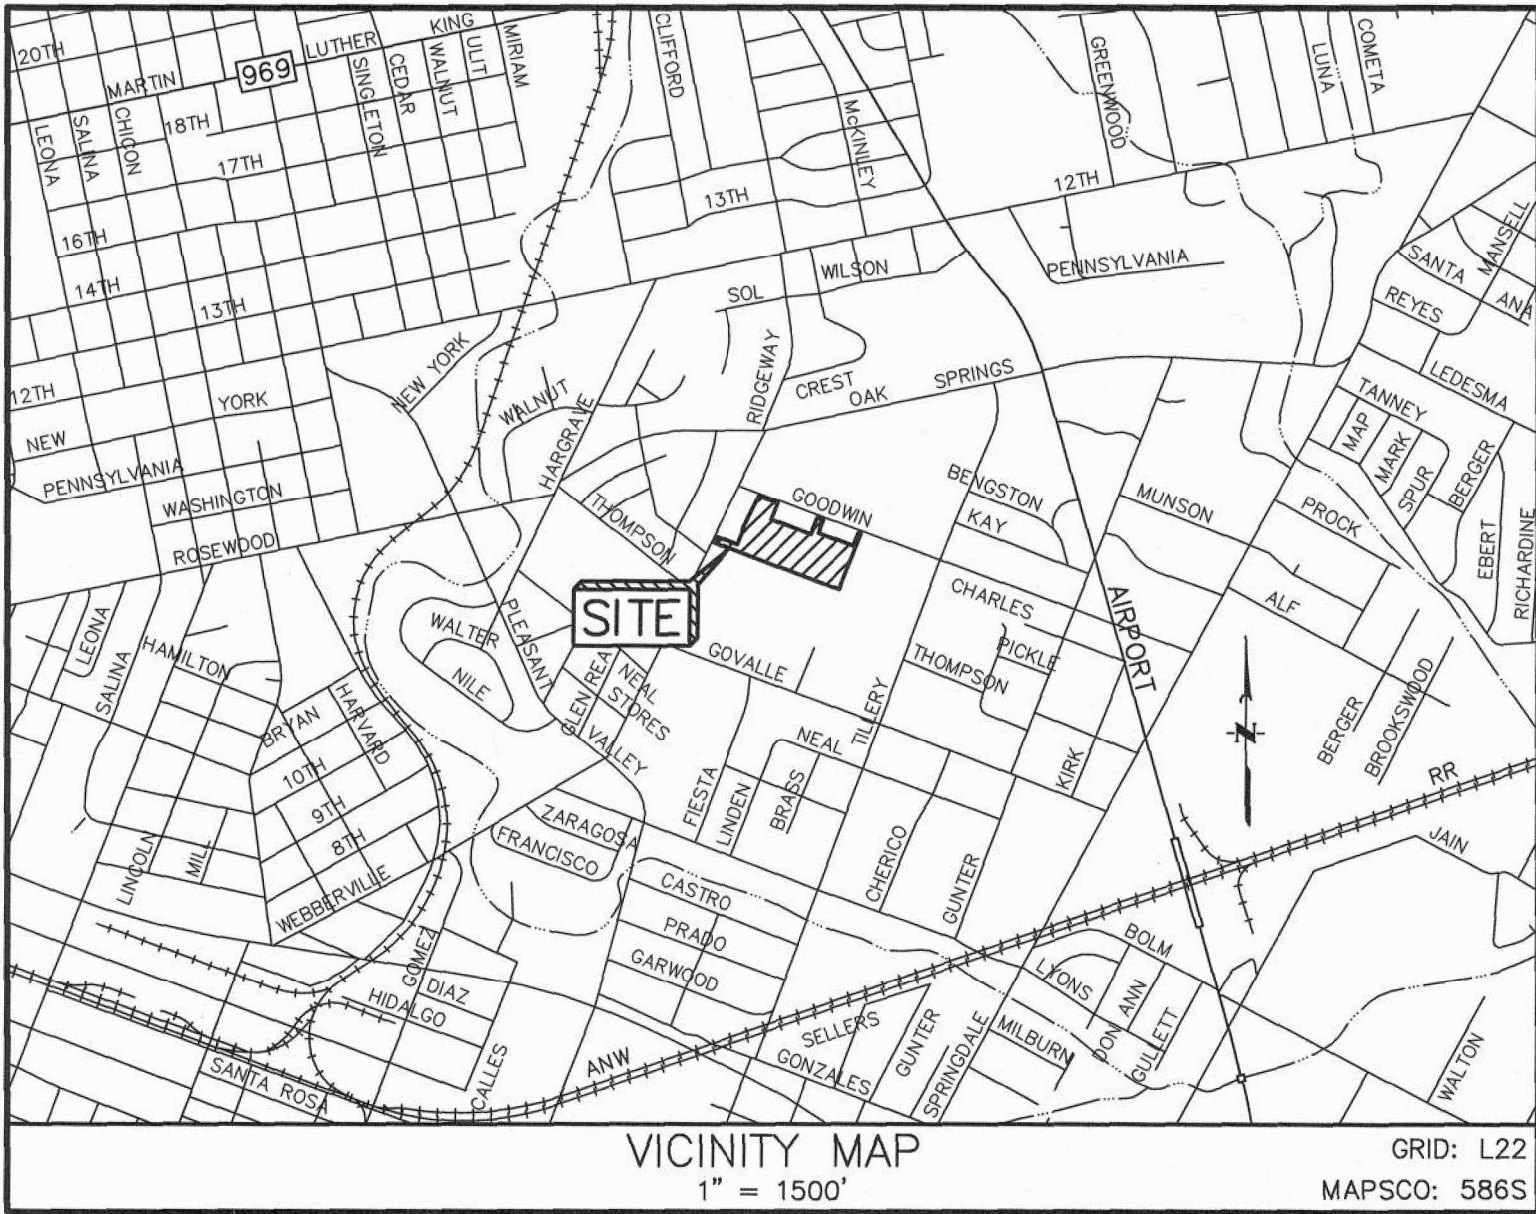 20TH
MARTIN
969
LUTHER
KING
LEONA
SALINA
CHICON
18TH
17TH
SINGLETON
CEDAR
WALNUT
ULIT
MIRIAM
CLIFFORD
McKINLEY
GREENWOOD
LUNA
COMETA
16TH
14TH
13TH
13TH
12TH
SOL
WILSON
PENNSYLVANIA
SANTA
ANA
MANSELL
REYES
LEDESMA
12TH
NEW
YORK
NEW YORK
WALNUT
HARGRAVE
RIDGEWAY
CREST
OAK
SPRINGS
TANNEY
MAP
MARK
SPUR
BERGER
PENNSYLVANIA
WASHINGTON
ROSEWOOD
THOMPSON
GOODWIN
BENGSTON
KAY
MUNSON
PROCK
EBERT
RICHARDINE
LEONA
SALINA
HAMILTON
WALTER
NILE
PLEASANT
SITE
GOVALLE
CHARLES
PICKLE
THOMPSON
AIRPORT
ALF
BERGER
BROOKSWOOD
N
BRYAN
HARVARD
10TH
9TH
8TH
WEBBERVILLE
GLEN REA
NEAL
STORES
VALLEY
TILLERY
NEAL
FIESTA
LINDEN
BRASS
KIRK
RR
JAIN
LINCOLN
MILL
ZARAGOSA
FRANCISCO
CASTRO
PRADO
GARWOOD
CHERICO
GUNTER
BOLM
LYONS
DON ANN
GULLETT
GOMEZ
DIAZ
HIDALGO
CALLES
SANTA ROSA
ANW
SELLERS
GONZALES
GUNTER
SPRINGDALE
MILBURN
WALTON
VICINITY MAP
1" = 1500'
GRID: L22
MAPSCO: 586S